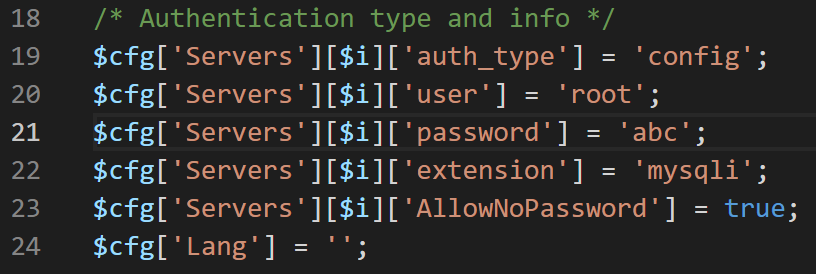 18 /* Authentication type and info */
19 $cfg['Servers'][$i]['auth_type'] = 'config';
20 $cfg['Servers'][$i]['user'] = 'root';
21 $cfg['Servers'][$i]['password'] = 'abc';
22 $cfg['Servers'][$i]['extension'] = 'mysqli';
23 $cfg['Servers'][$i]['AllowNoPassword'] = true;
24 $cfg['Lang'] = '';